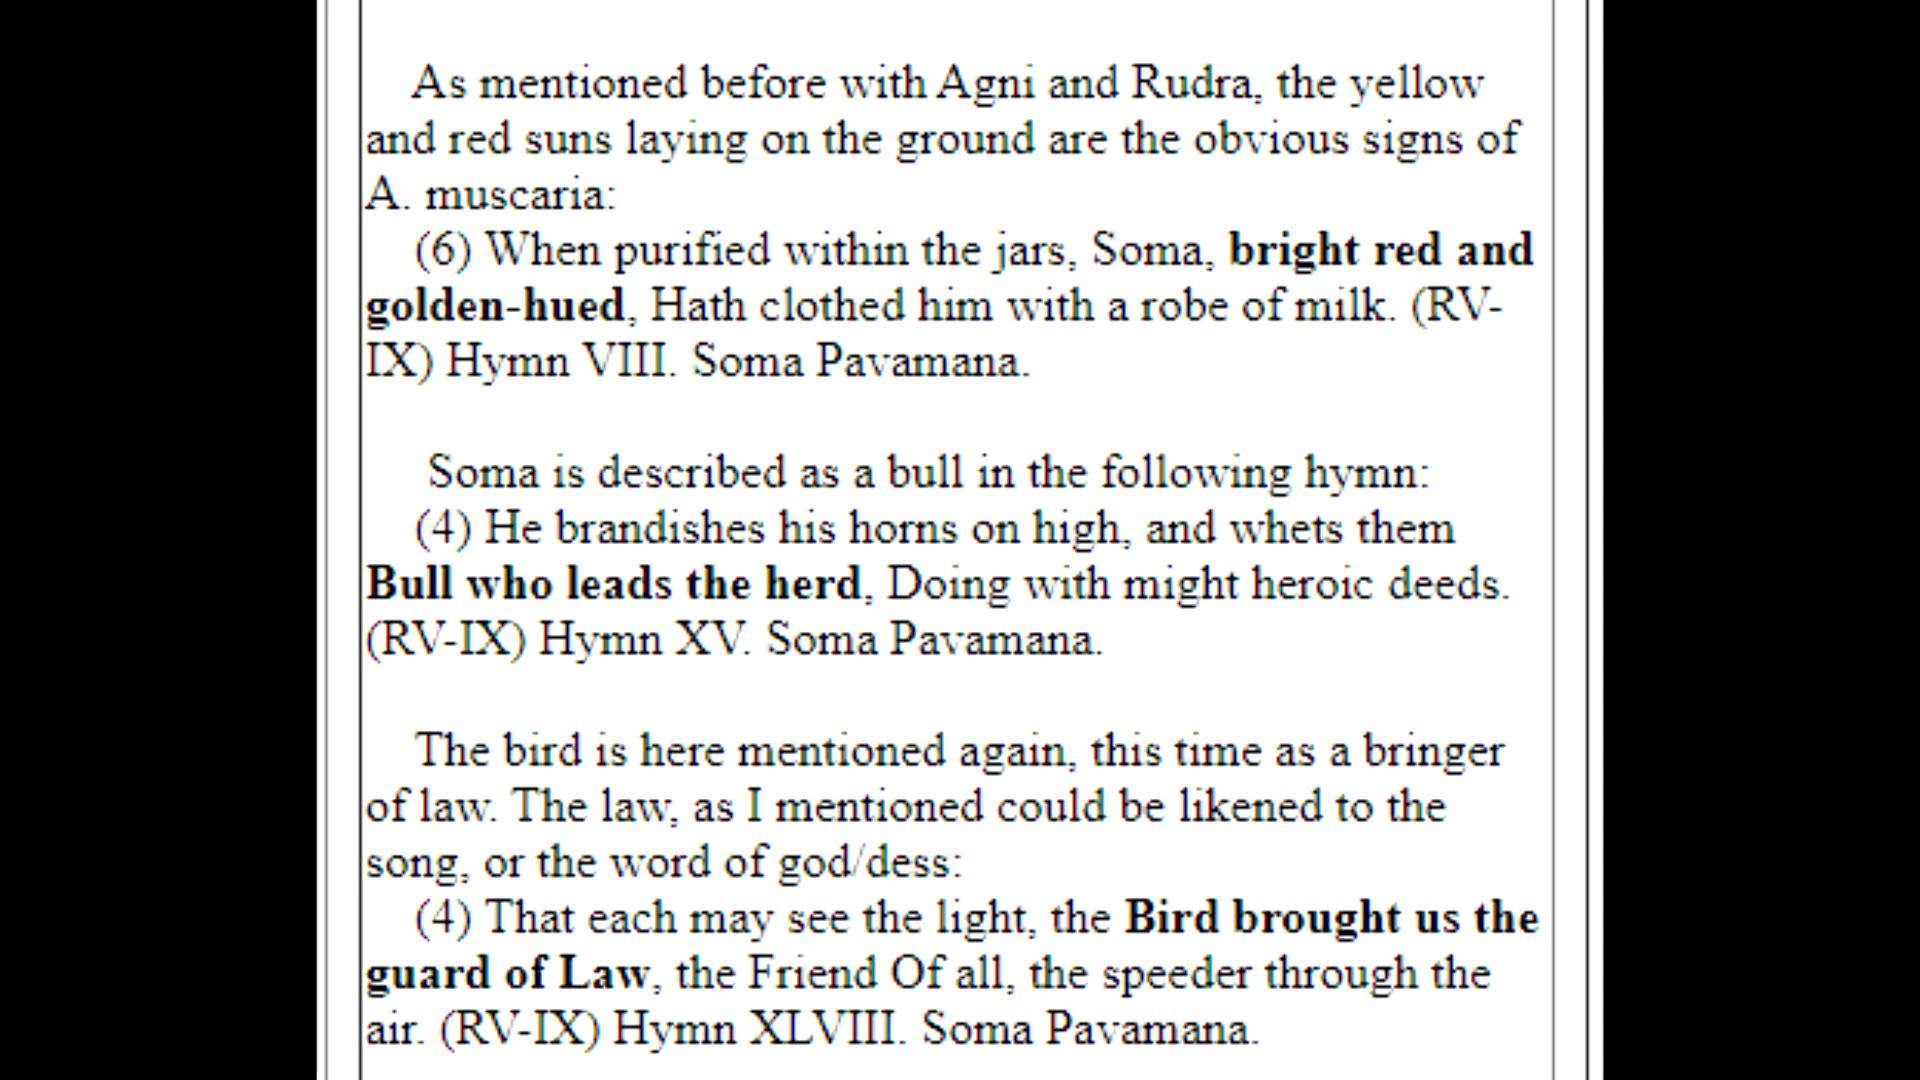 As mentioned before with Agni and Rudra, the yellow
and red suns laying on the ground are the obvious signs of
A. muscaria:
(6) When purified within the jars, Soma, bright red and
golden-hued, Hath clothed him with a robe of milk. (RV-
IX) Hymn VIII. Soma Pavamana.
Soma is described as a bull in the following hymn:
(4) He brandishes his horns on high, and whets them
Bull who leads the herd, Doing with might heroic deeds.
(RV-IX) Hymn XV. Soma Pavamana.
The bird is here mentioned again, this time as a bringer
of law. The law, as I mentioned could be likened to the
song, or the word of god/dess:
(4) That each may see the light, the Bird brought us the
guard of Law, the Friend Of all, the speeder through the
air. (RV-IX) Hymn XLVIII. Soma Pavamana.